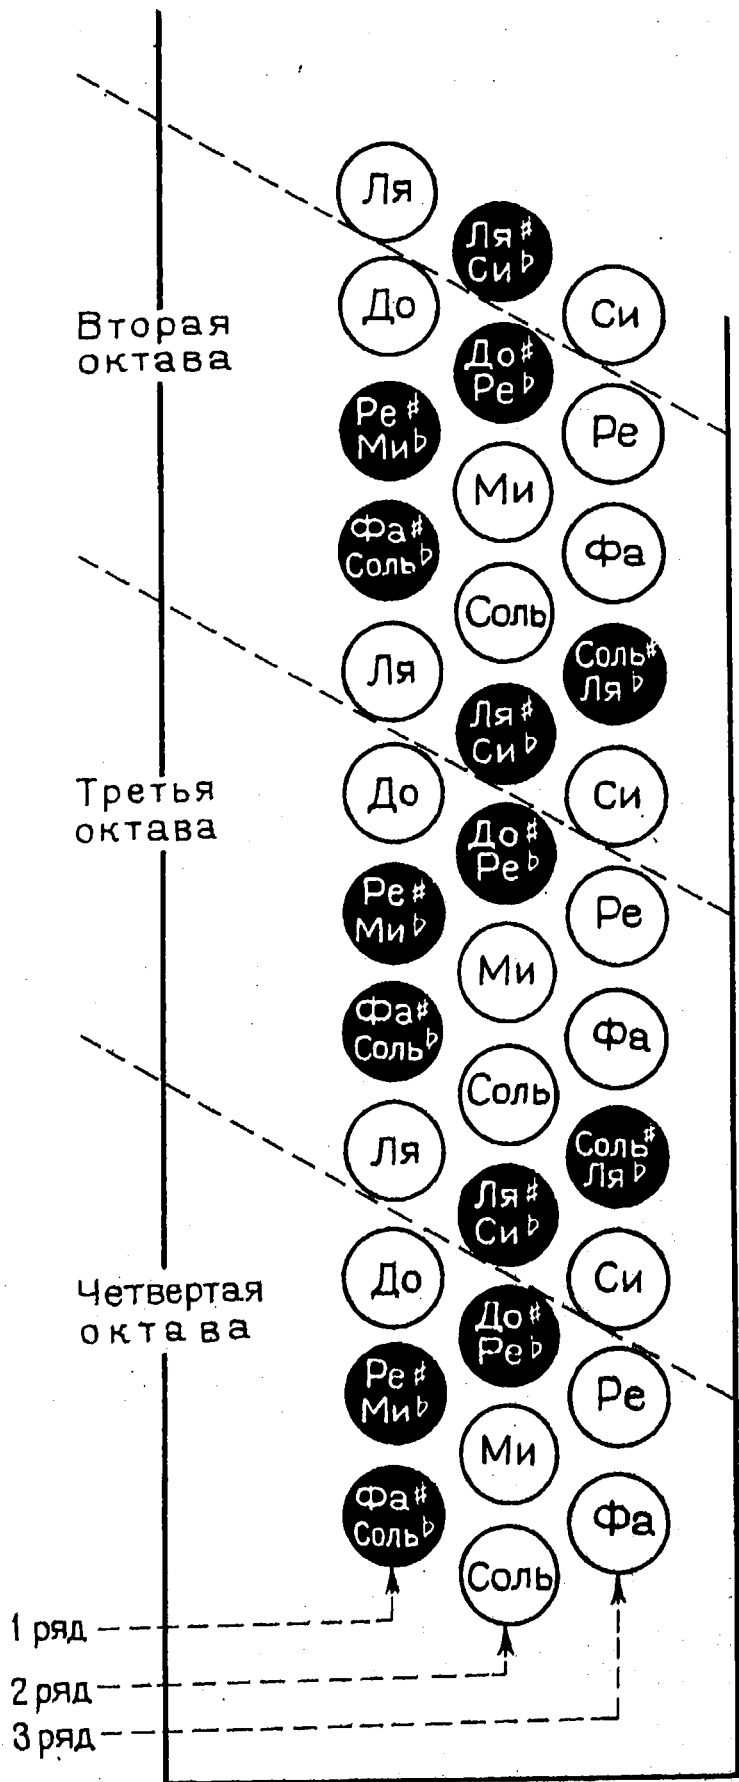 Ля
Ля♯
Си♭
До
Си
Вторая
октава
До♯
Ре♭
Ре♯
Ми♭
Ре
Ми
Фа♯
Соль♭
Фа
Соль
Соль♯
Ля♭
Ля
Ля♯
Си♭
Третья
октава
До
Си
До♯
Ре♭
Ре♯
Ми♭
Ре
Ми
Фа♯
Соль♭
Фа
Соль
Соль♯
Ля♭
Ля
Ля♯
Си♭
Четвертая
октава
До
Си
До♯
Ре♭
Ре♯
Ми♭
Ре
Ми
Фа♯
Соль♭
Фа
Соль
1 ряд
2 ряд
3 ряд